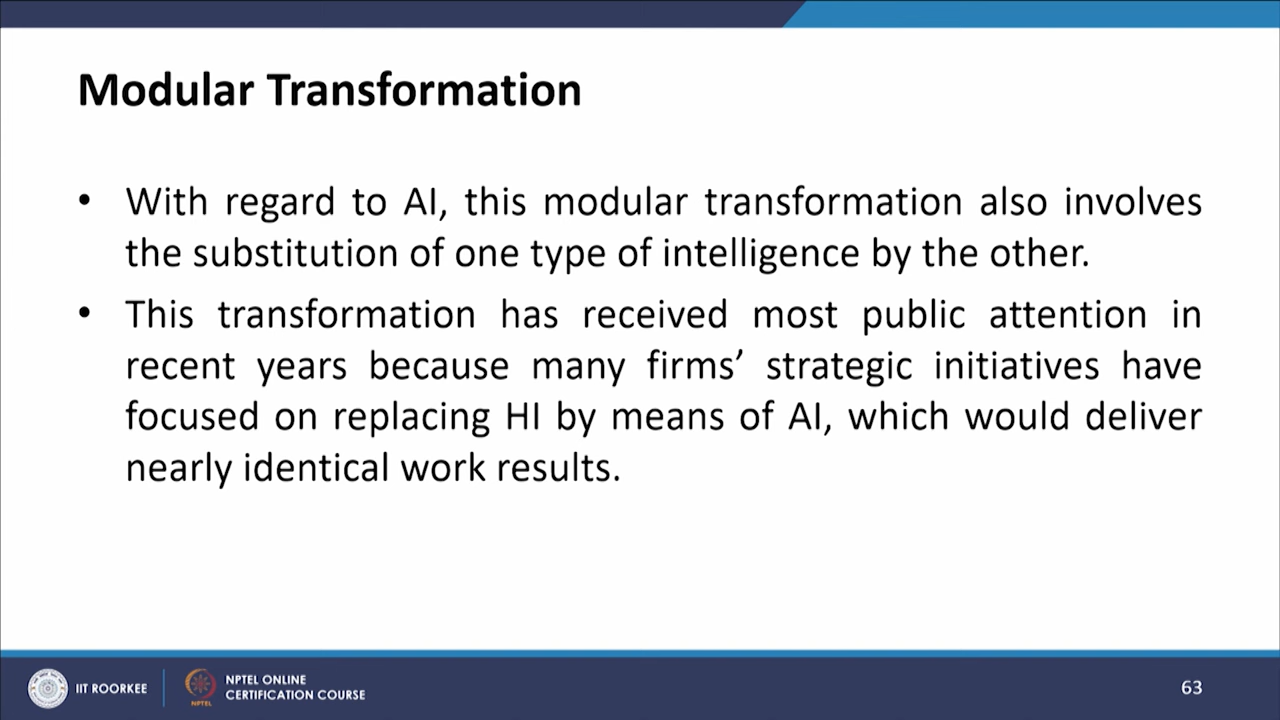 Modular Transformation
• With regard to AI, this modular transformation also involves
the substitution of one type of intelligence by the other.
• This transformation has received most public attention in
recent years because many firms’ strategic initiatives have
focused on replacing HI by means of AI, which would deliver
nearly identical work results.
IIT ROORKEE
NPTEL
NPTEL ONLINE
CERTIFICATION COURSE
63